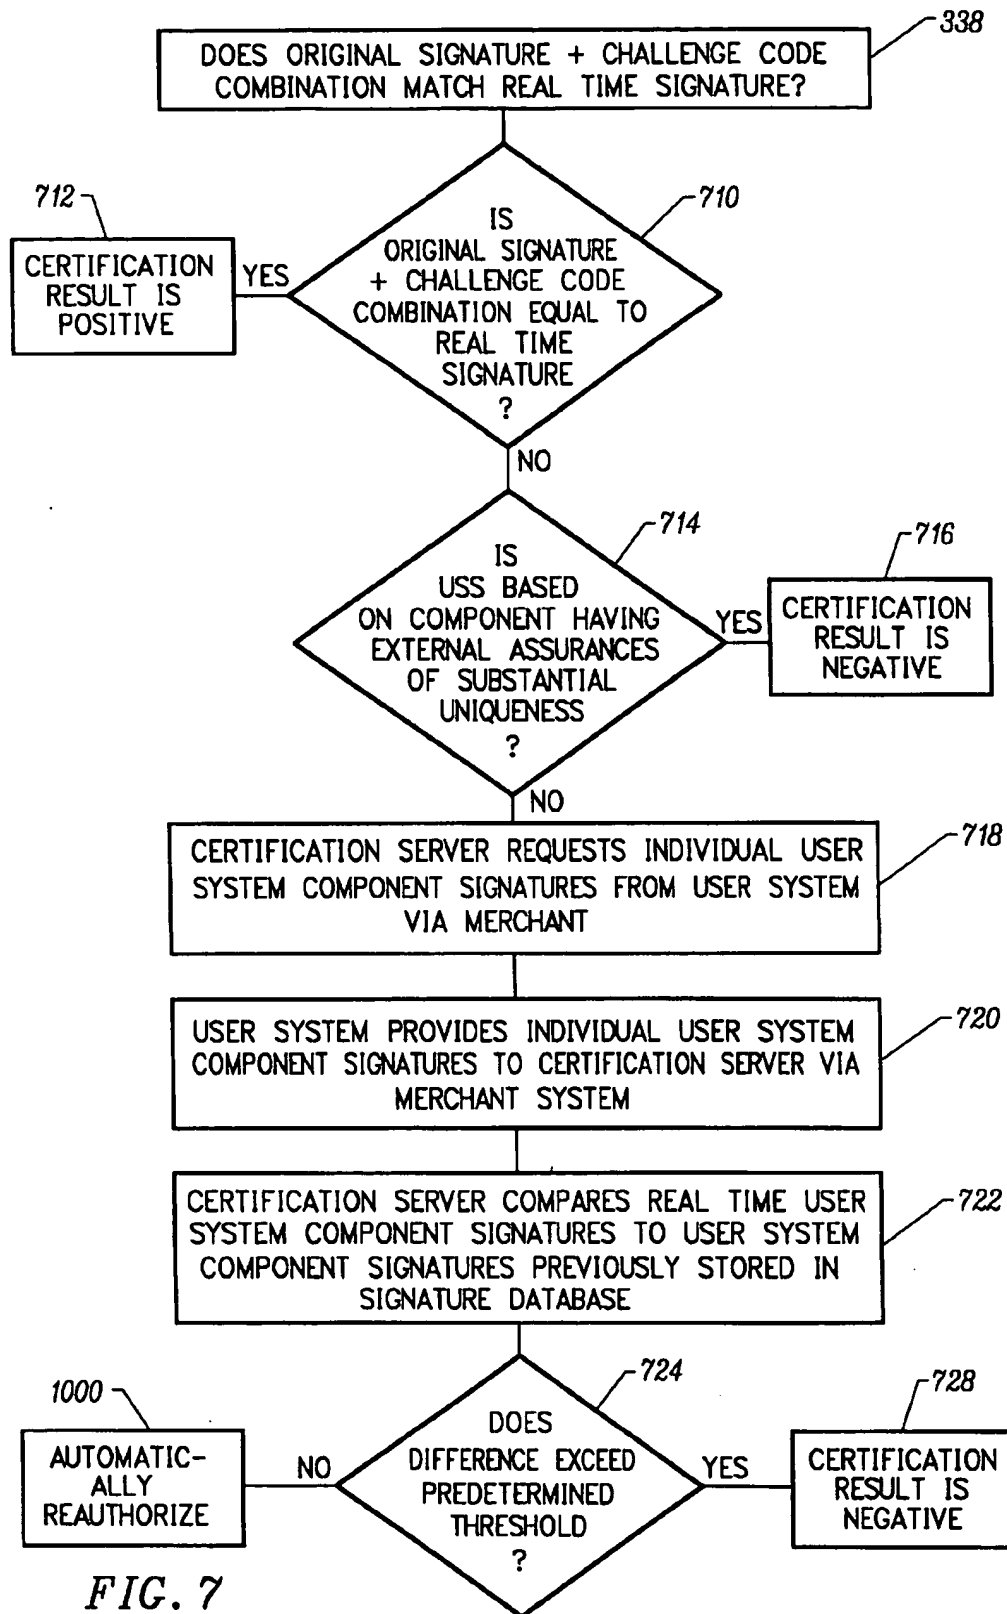 338
DOES ORIGINAL SIGNATURE + CHALLENGE CODE
COMBINATION MATCH REAL TIME SIGNATURE?
710
IS
ORIGINAL SIGNATURE
+ CHALLENGE CODE
COMBINATION EQUAL TO
REAL TIME
SIGNATURE
?
712
YES
CERTIFICATION
RESULT IS
POSITIVE
NO
714
IS
USS BASED
ON COMPONENT HAVING
EXTERNAL ASSURANCES
OF SUBSTANTIAL
UNIQUENESS
?
716
YES
CERTIFICATION
RESULT IS
NEGATIVE
NO
718
CERTIFICATION SERVER REQUESTS INDIVIDUAL USER
SYSTEM COMPONENT SIGNATURES FROM USER SYSTEM
VIA MERCHANT
720
USER SYSTEM PROVIDES INDIVIDUAL USER SYSTEM
COMPONENT SIGNATURES TO CERTIFICATION SERVER VIA
MERCHANT SYSTEM
722
CERTIFICATION SERVER COMPARES REAL TIME USER
SYSTEM COMPONENT SIGNATURES TO USER SYSTEM
COMPONENT SIGNATURES PREVIOUSLY STORED IN
SIGNATURE DATABASE
724
DOES
DIFFERENCE EXCEED
PREDETERMINED
THRESHOLD
?
1000
NO
AUTOMATIC-
ALLY
REAUTHORIZE
728
YES
CERTIFICATION
RESULT IS
NEGATIVE
FIG. 7